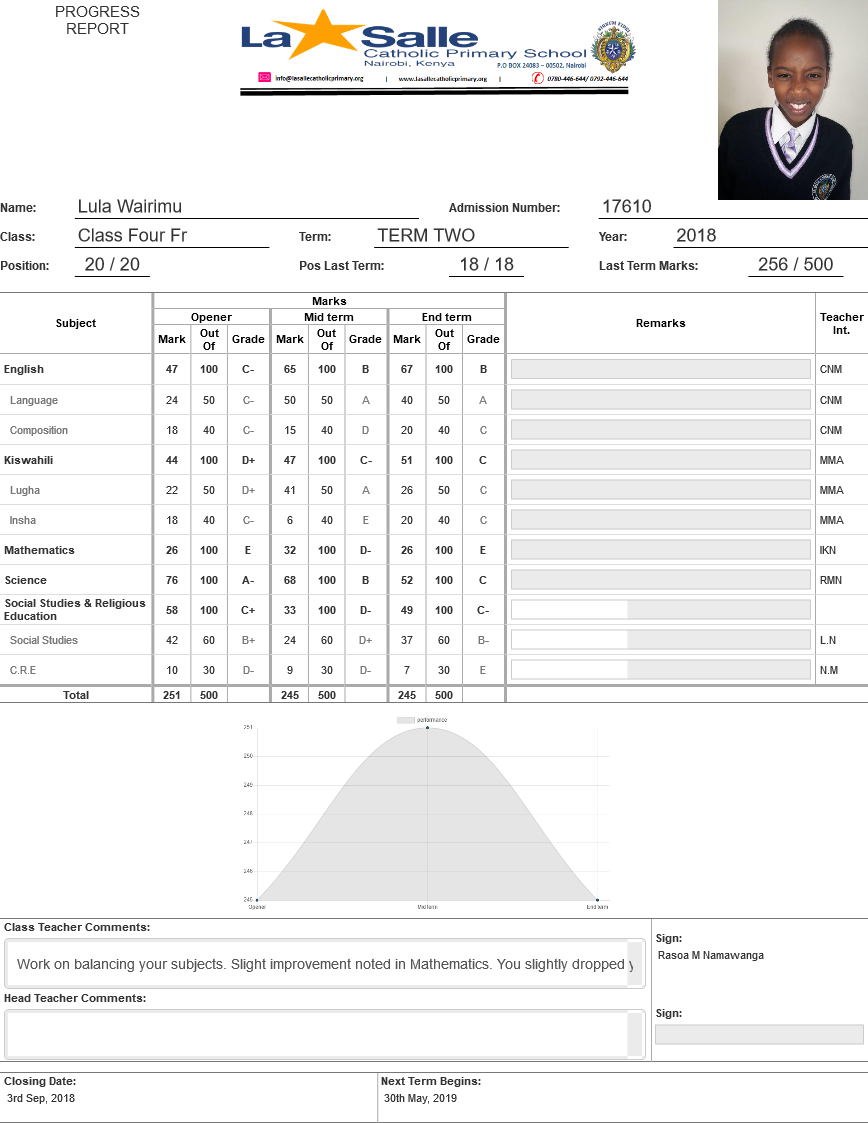 PROGRESS
REPORT
La Salle
Catholic Primary School
Nairobi, Kenya
P.O BOX 24083 – 00502, Nairobi
info@lasallecatholicprimary.org | www.lasallecatholicprimary.org | 0780-446-644/ 0792-446-644
Name: Lula Wairimu Admission Number: 17610
Class: Class Four Fr Term: TERM TWO Year: 2018
Position: 20 / 20 Pos Last Term: 18 / 18 Last Term Marks: 256 / 500
Subject Marks Remarks Teacher Int.
Opener Mid term End term
Mark Out Of Grade Mark Out Of Grade Mark Out Of Grade
English 47 100 C- 65 100 B 67 100 B CNM
Language 24 50 C- 50 50 A 40 50 A CNM
Composition 18 40 C- 15 40 D 20 40 C CNM
Kiswahili 44 100 D+ 47 100 C- 51 100 C MMA
Lugha 22 50 D+ 41 50 A 26 50 C MMA
Insha 18 40 C- 6 40 E 20 40 C MMA
Mathematics 26 100 E 32 100 D- 26 100 E IKN
Science 76 100 A- 68 100 B 52 100 C RMN
Social Studies & Religious Education 58 100 C+ 33 100 D- 49 100 C-
Social Studies 42 60 B+ 24 60 D+ 37 60 B- L.N
C.R.E 10 30 D- 9 30 D- 7 30 E N.M
Total 251 500 245 500 245 500
performance
251
250
249
248
247
246
245
Opener Mid term End term
Class Teacher Comments:
Work on balancing your subjects. Slight improvement noted in Mathematics. You slightly dropped
Sign:
Rasoa M Namawanga
Head Teacher Comments:
Sign:
Closing Date: Next Term Begins:
3rd Sep, 2018 30th May, 2019